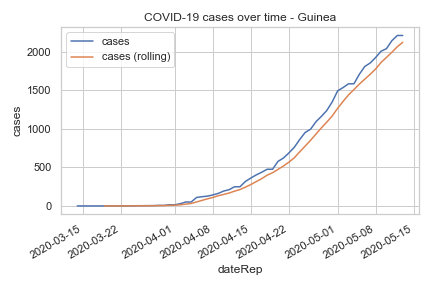 COVID-19 cases over time - Guinea
cases
cases (rolling)
2000
1500
1000
500
0
cases
2020-03-15
2020-03-22
2020-04-01
2020-04-08
2020-04-15
2020-04-22
2020-05-01
2020-05-08
2020-05-15
dateRep